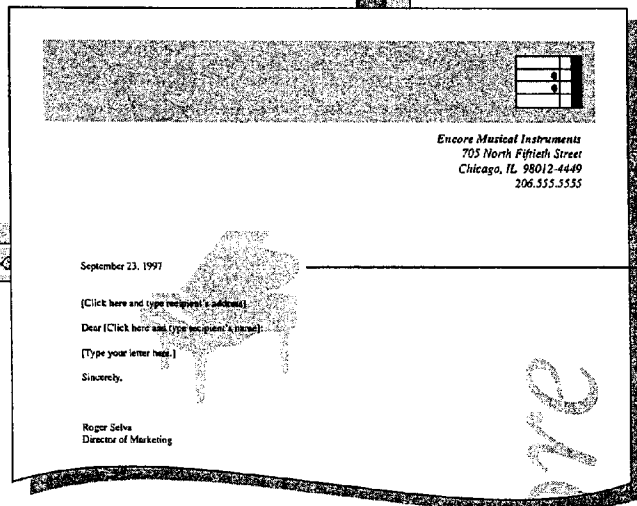 Encore Musical Instruments
705 North Fiftieth Street
Chicago, IL 98012-4449
206.555.5555
September 23, 1997
[Click here and type recipient's address]
Dear [Click here and type recipient's name]:
[Type your letter here.]
Sincerely,
Roger Selva
Director of Marketing
ore